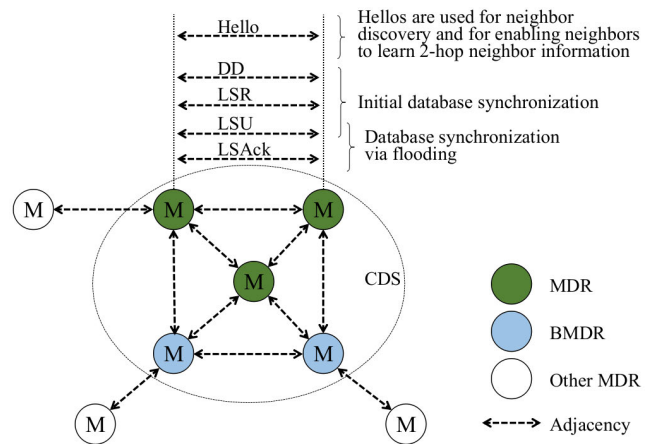 Hello
Hellos are used for neighbor
discovery and for enabling neighbors
to learn 2-hop neighbor information
DD
LSR
Initial database synchronization
LSU
LSAck
Database synchronization
via flooding
M
M
M
M
CDS
M
M
M
M
MDR
BMDR
Other MDR
Adjacency